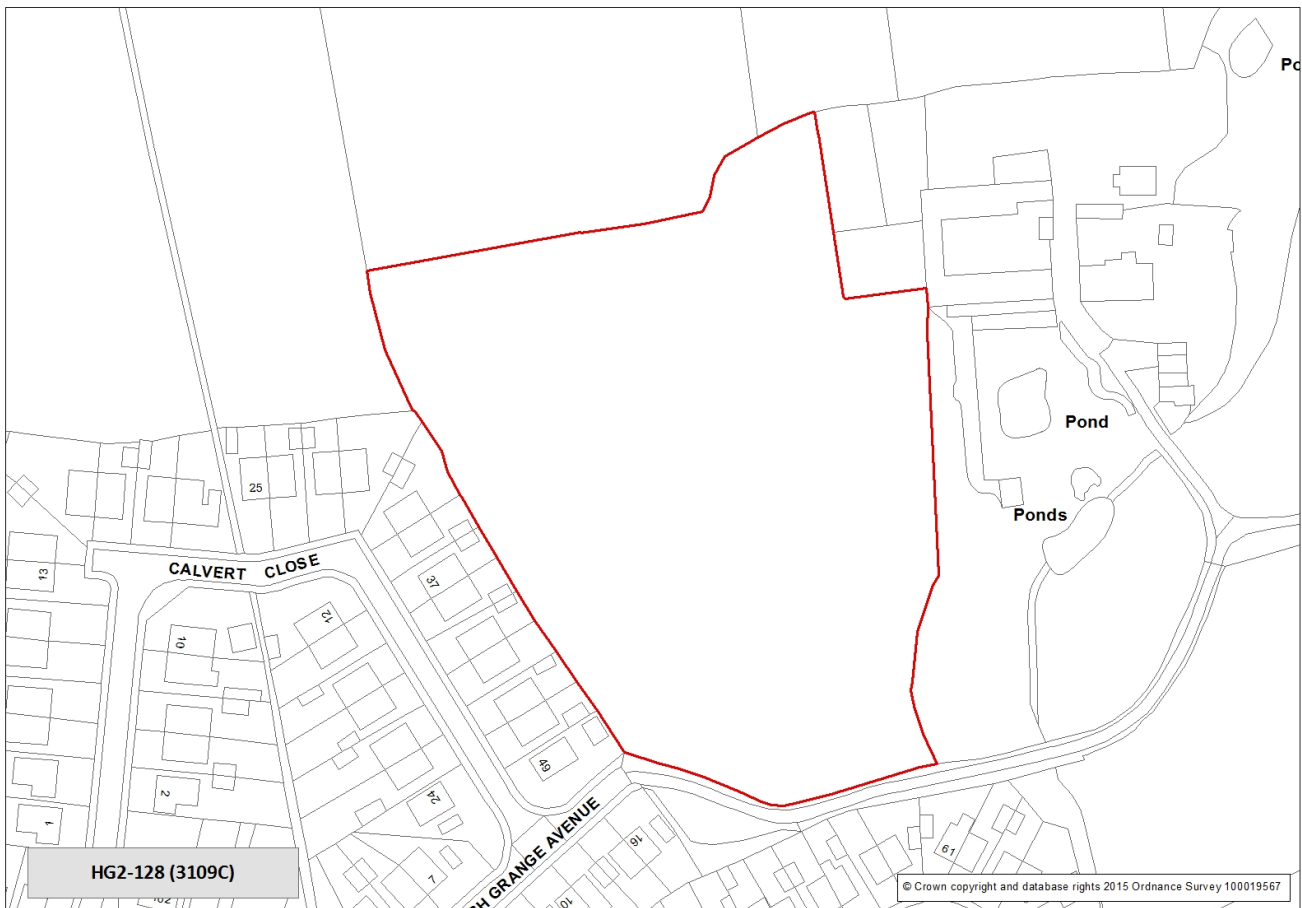 Po
Pond
Ponds
25
CALVERT CLOSE
13
37
12
10
49
2
24
1
16
GRANGE AVENUE
61
7
10
HG2-128 (3109C)
© Crown copyright and database rights 2015 Ordnance Survey 100019567